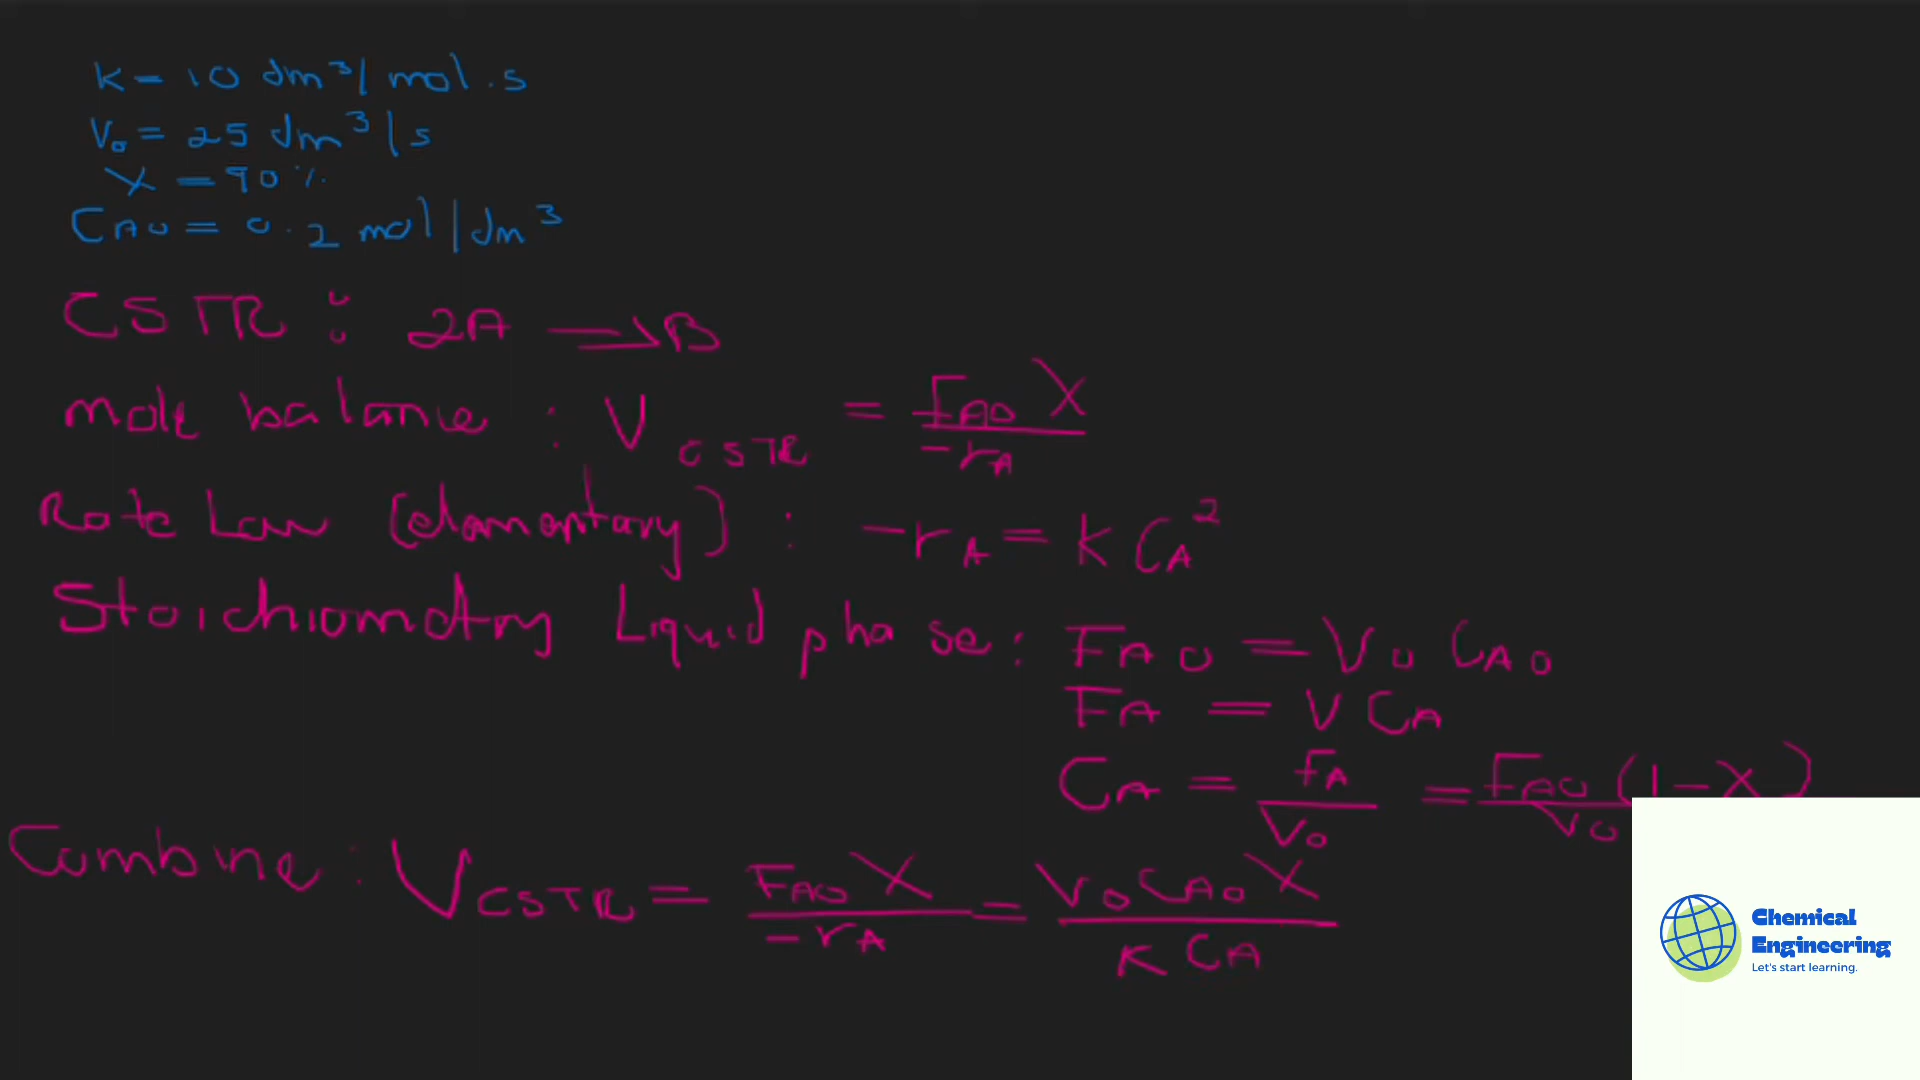 K = 10 dm³/mol.s
V₀ = 25 dm³/s
X = 90%
CA0 = 0.2 mol/dm³
CSTR : 2A → B
mole balance : V CSTR = FA0 X / -rA
Rate Law (elementary) : -rA = K CA²
Stoichiometry Liquid phase : FA0 = V0 CA0
FA = V CA
CA = FA / V0 = FA0 (1-X) / V0
Combine : V CSTR = FA0 X / -rA = V0 CA0 X / K CA
Chemical
Engineering
Let's start learning.